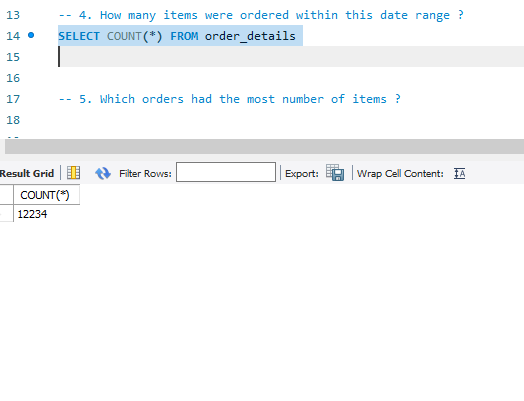 13 -- 4. How many items were ordered within this date range ?
14 SELECT COUNT(*) FROM order_details
15
16
17 -- 5. Which orders had the most number of items ?
18
Result Grid Filter Rows: Export: Wrap Cell Content:
COUNT(*)
12234